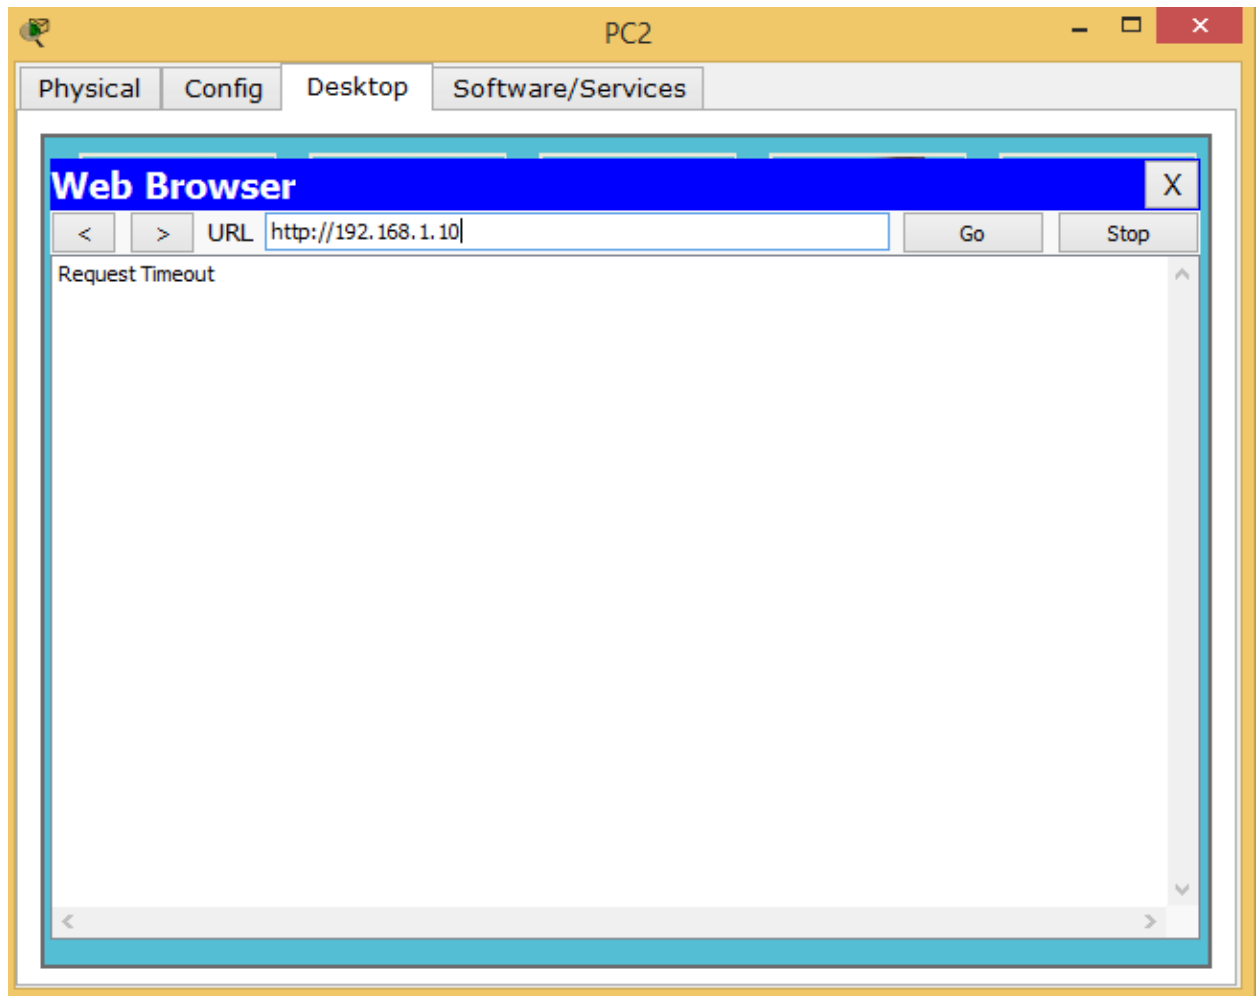 PC2
Physical Config Desktop Software/Services
Web Browser X
< > URL http://192.168.1.10 Go Stop
Request Timeout